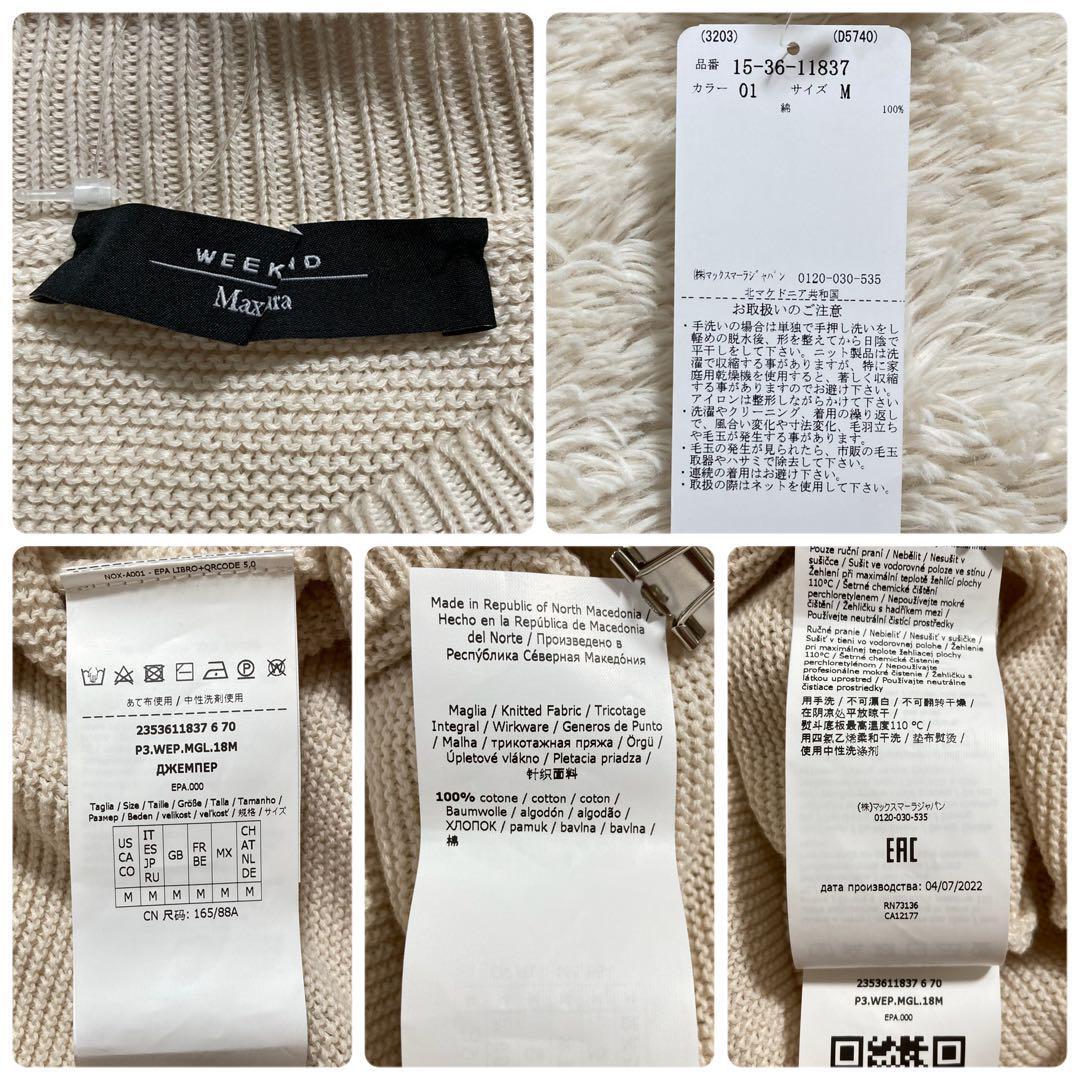 WEEK ND
Max ara
(3203) (D5740)
品番 15-36-11837
カラー 01 サイズ M
綿 100%
㈱マックスマーラジャパン 0120-030-535
北マケドニア共和国
お取扱いのご注意
・手洗いの場合は単独で手押し洗いをし
軽めの脱水後、形を整えてから日陰で
平干しをして下さい。ニット製品は洗
濯で収縮する事がありますが、特に家
庭用乾燥機を使用すると、著しく収縮
する事がありますのでお避け下さい。
アイロンは整形しながらかけて下さい
・洗濯やクリーニング、着用の繰り返し
で、風合い変化や寸法変化、毛羽立ち
や毛玉が発生する事があります。
・毛玉の発生が見られたら、市販の毛玉
取器やハサミで除去して下さい。
・連続の着用はお避け下さい。
・取扱の際はネットを使用して下さい。
NOX-A001 - EPA LIBRO+QRCODE 5,0
あて布使用 / 中性洗剤使用
2353611837 6 70
P3.WEP.MGL.18M
ДЖЕМПЕР
EPA.000
Taglia / Size / Taille / Größe / Talla / Tamanho /
Размер / Beden / velikost / veľkosť / 规格 / サイズ
US CA CO IT ES JP RU GB FR BE MX CH AT NL DE
M M M M M M
CN 尺码: 165/88A
Made in Republic of North Macedonia /
Hecho en la República de Macedonia
del Norte / Произведено в
Респу́блика Се́верная Македо́ния
Maglia / Knitted Fabric / Tricotage
Integral / Wirkware / Generos de Punto
/ Malha / трикотажная пряжа / Örgü /
Úpletové vlákno / Pletacia priadza /
针织面料
100% cotone / cotton / coton /
Baumwolle / algodón / algodão /
ХЛОПОК / pamuk / bavlna / bavlna /
棉
Pouze ruční praní / Nebělit / Nesušit v
sušičce / Sušit ve vodorovné poloze ve stínu /
Žehlení při maximální teplotě žehlící plochy
110°C / Šetrné chemické čištění
perchloretylenem / Nepoužívejte mokré
čištění / Žehličku s hadříkem mezi /
Používejte neutrální čistící prostředky
Ručné pranie / Nebieliť / Nesušiť v sušičke /
Sušiť v tieni vo vodorovnej polohe / Žehlenie
pri maximálnej teplote žehliacej plochy
110°C / Šetrné chemické čistenie
perchloretylénom / Nepoužívajte
profesionálne mokré čistenie / Žehličku s
látkou uprostred / Používajte neutrálne
čistiace prostriedky
用手洗 / 不可漂白 / 不可翻转干燥 /
在阴凉处平放晾干 /
熨斗底板最高温度110 °C /
用四氯乙烯柔和干洗 / 垫布熨烫 /
使用中性洗涤剂
(株)マックスマーラジャパン
0120-030-535
EAC
дата производства: 04/07/2022
RN73136
CA12177
2353611837 6 70
P3.WEP.MGL.18M
EPA.000